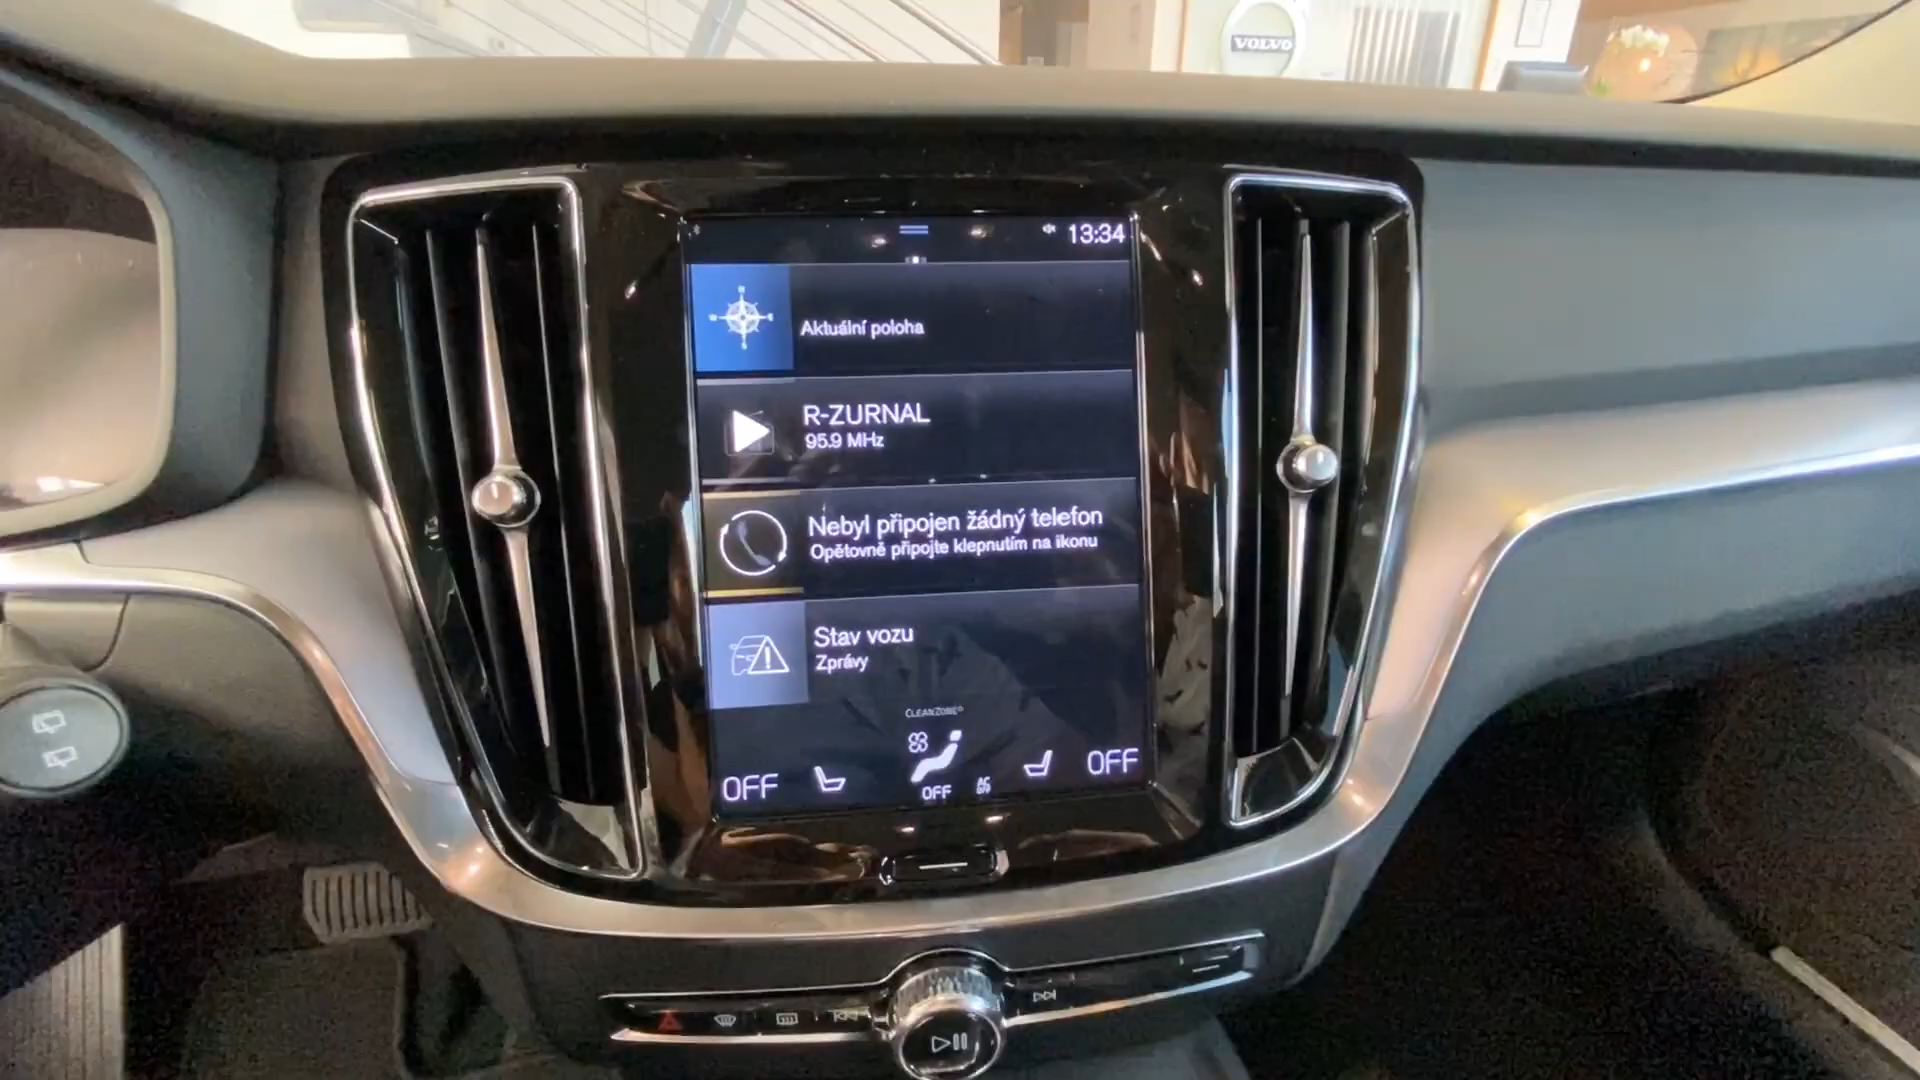 VOLVO
13:34
Aktuální poloha
R-ZURNAL
95.9 MHz
Nebyl připojen žádný telefon
Opětovně připojte klepnutím na ikonu
Stav vozu
Zprávy
CLEANZONE®
OFF
OFF
OFF
AC